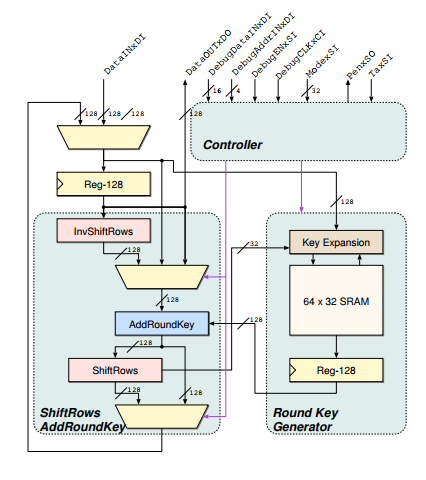 DataINxDI
DataOUTxDO
DebugDataINxDI
DebugAddrINxDI
DebugENxSI
DebugCLKxCI
ModexSI
PenxSO
TaxSI
16
4
32
128
128
128
128
Controller
Reg-128
128
InvShiftRows
128
32
Key Expansion
64 x 32 SRAM
128
128
AddRoundKey
128
ShiftRows
Reg-128
128
128
ShiftRows
AddRoundKey
Round Key
Generator